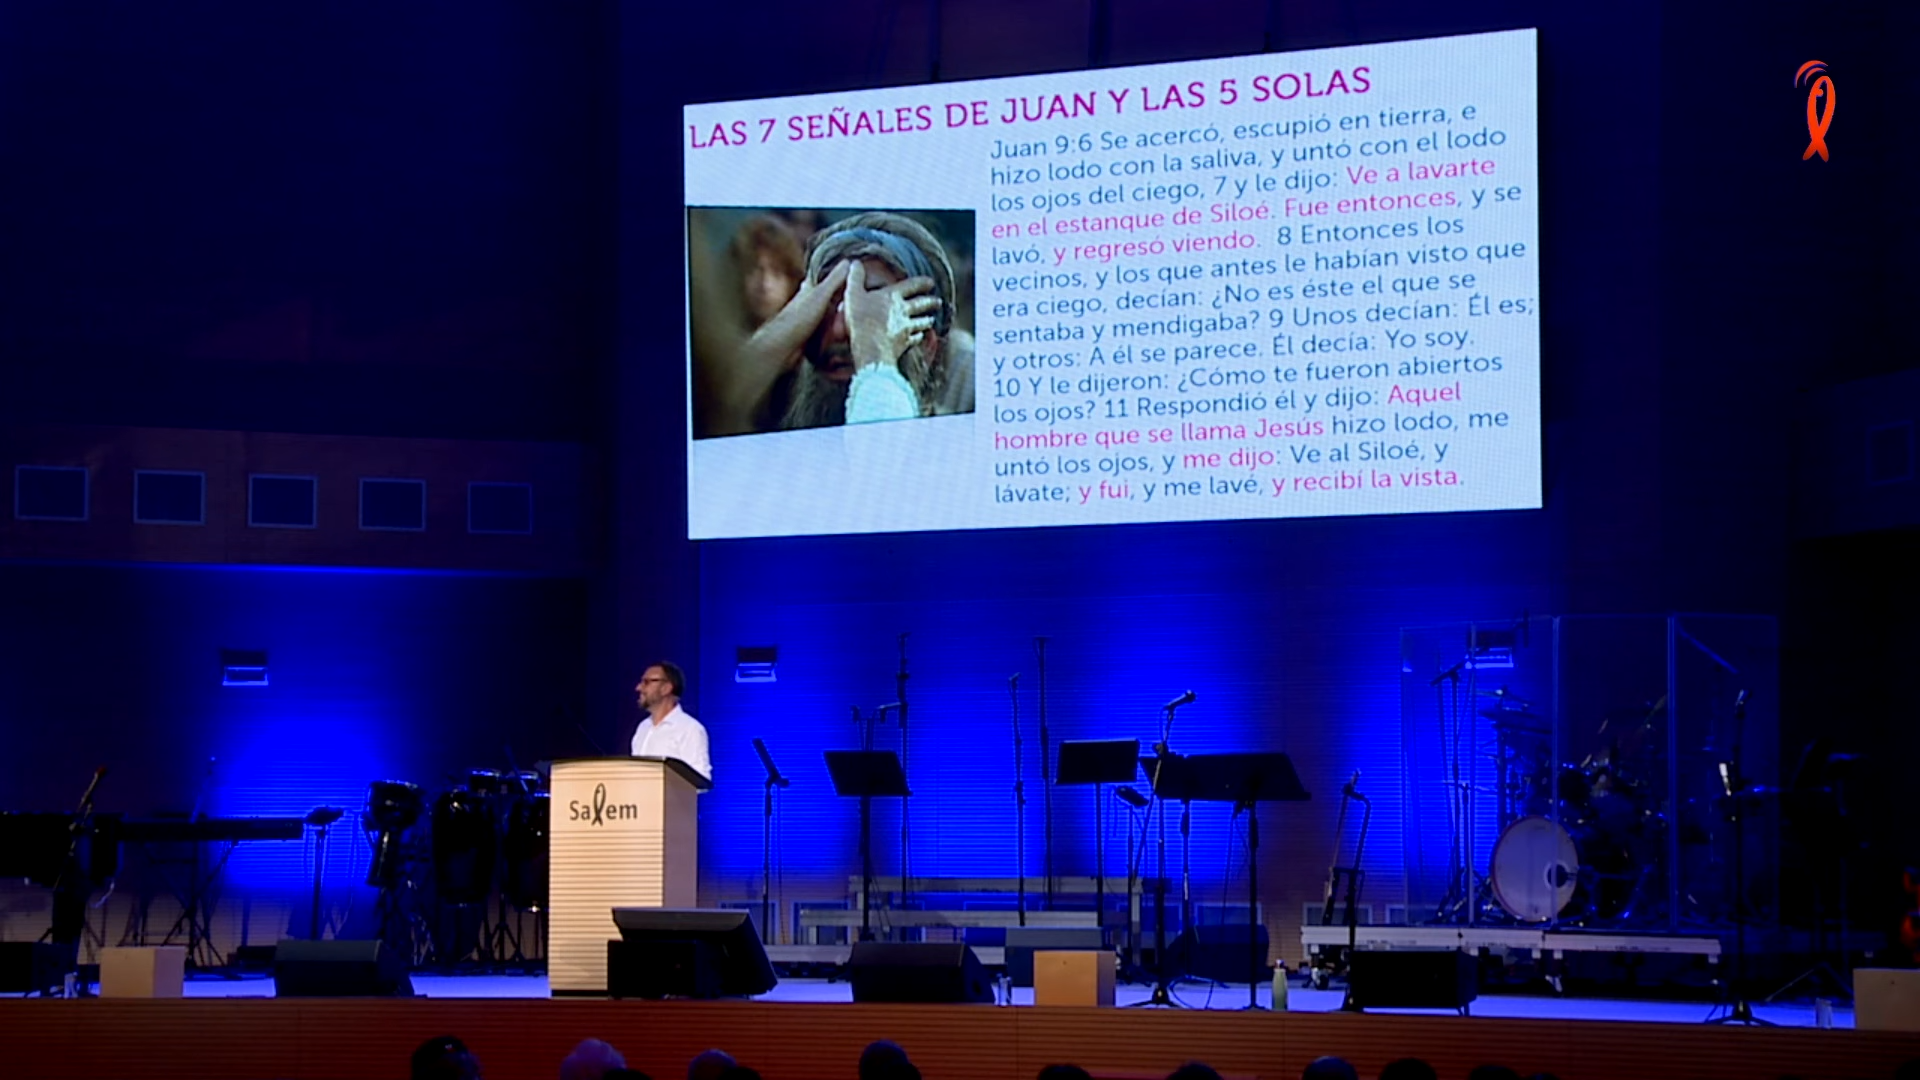 LAS 7 SEÑALES DE JUAN Y LAS 5 SOLAS
Juan 9:6 Se acercó, escupió en tierra, e
hizo lodo con la saliva, y untó con el lodo
los ojos del ciego, 7 y le dijo: Ve a lavarte
en el estanque de Siloé. Fue entonces, y se
lavó, y regresó viendo. 8 Entonces los
vecinos, y los que antes le habían visto que
era ciego, decían: ¿No es éste el que se
sentaba y mendigaba? 9 Unos decían: Él es;
y otros: A él se parece. Él decía: Yo soy.
10 Y le dijeron: ¿Cómo te fueron abiertos
los ojos? 11 Respondió él y dijo: Aquel
hombre que se llama Jesús hizo lodo, me
untó los ojos, y me dijo: Ve al Siloé, y
lávate; y fui, y me lavé, y recibí la vista.
Salem